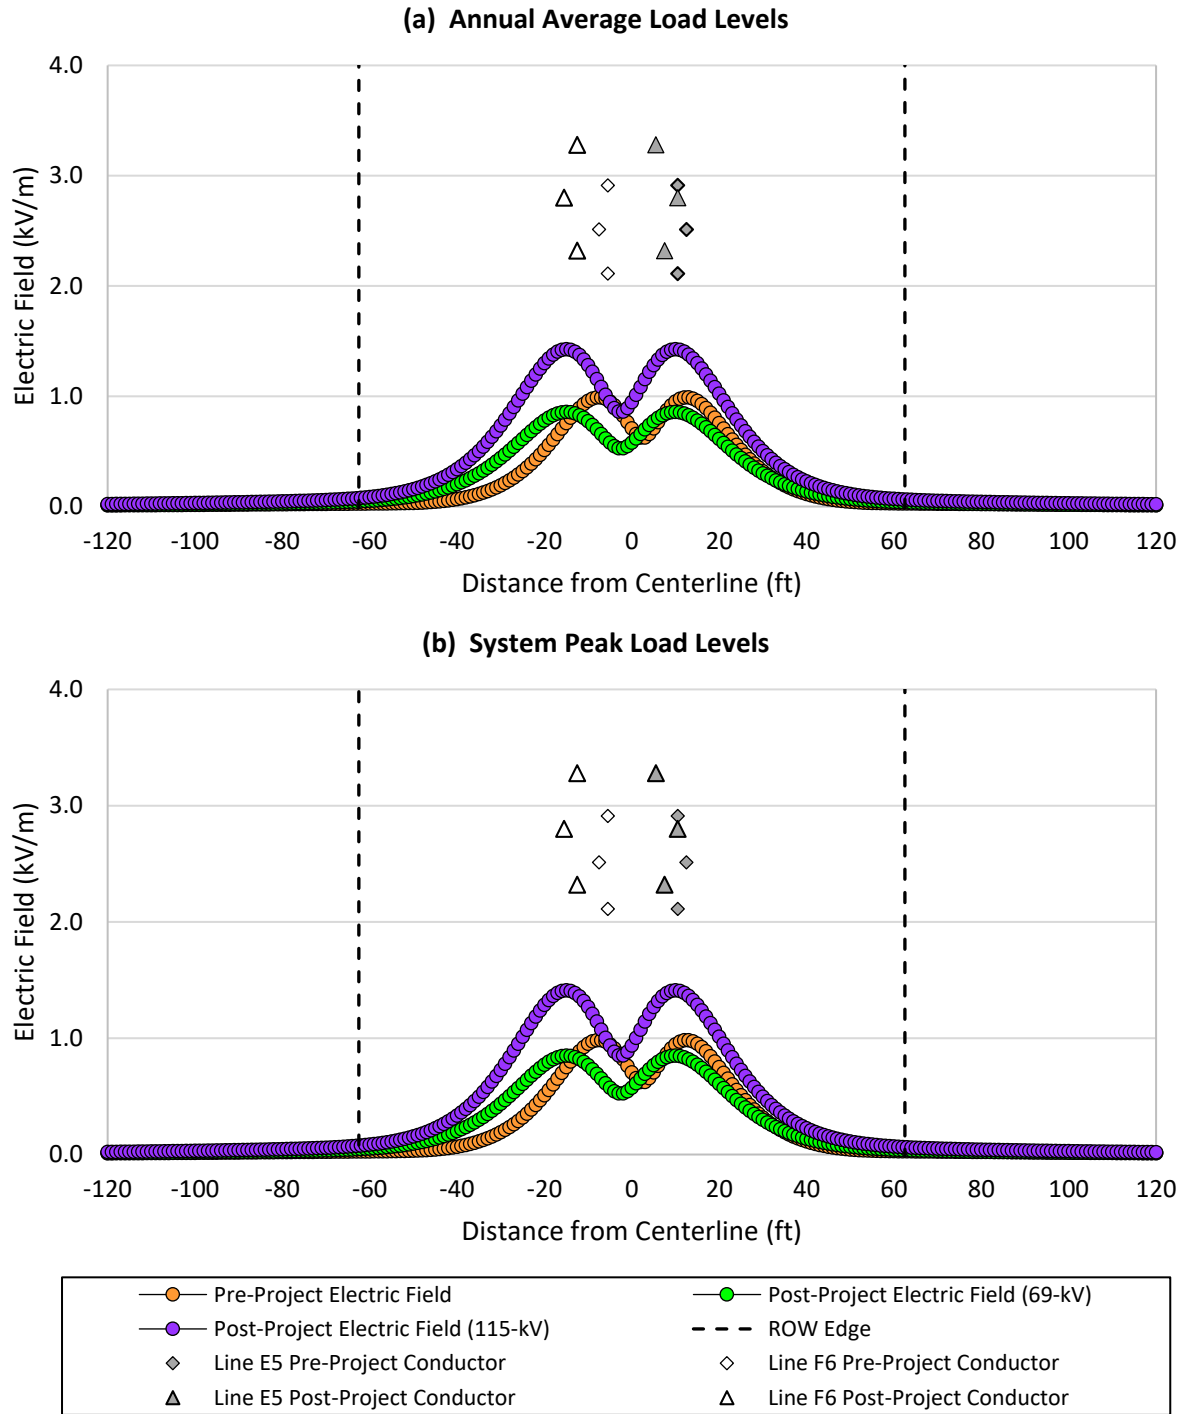 (a)  Annual Average Load Levels
4.0
3.0
2.0
1.0
0.0
Electric Field (kV/m)
-120 -100 -80 -60 -40 -20 0 20 40 60 80 100 120
Distance from Centerline (ft)
(b)  System Peak Load Levels
4.0
3.0
2.0
1.0
0.0
Electric Field (kV/m)
-120 -100 -80 -60 -40 -20 0 20 40 60 80 100 120
Distance from Centerline (ft)
Pre-Project Electric Field
Post-Project Electric Field (69-kV)
Post-Project Electric Field (115-kV)
ROW Edge
Line E5 Pre-Project Conductor
Line F6 Pre-Project Conductor
Line E5 Post-Project Conductor
Line F6 Post-Project Conductor